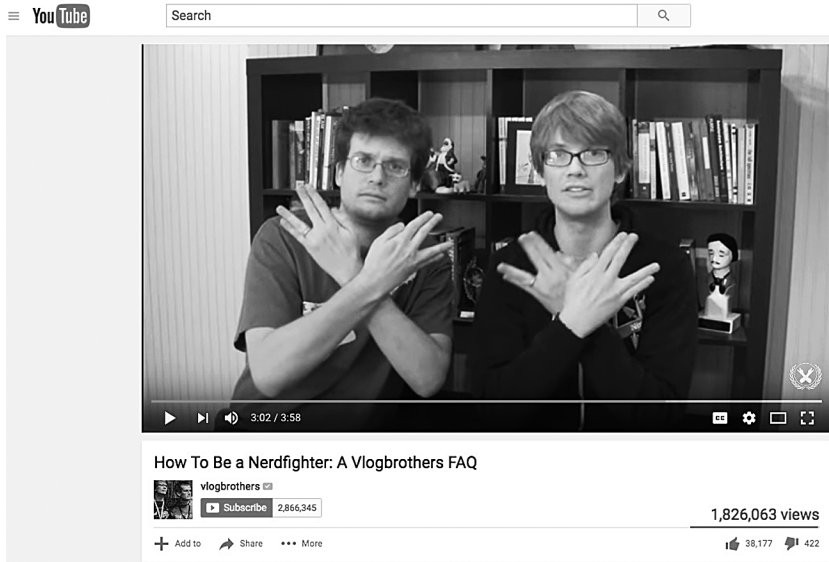 YouTube
Search
3:02 / 3:58
CC
How To Be a Nerdfighter: A Vlogbrothers FAQ
vlogbrothers
Subscribe 2,866,345
1,826,063 views
Add to Share More
38,177 422